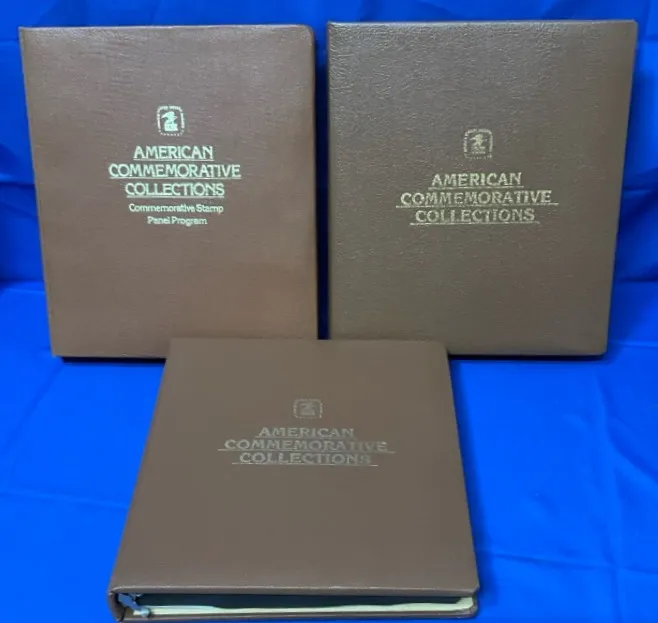 AMERICAN
COMMEMORATIVE
COLLECTIONS
Commemorative Stamp
Panel Program
AMERICAN
COMMEMORATIVE
COLLECTIONS
AMERICAN
COMMEMORATIVE
COLLECTIONS